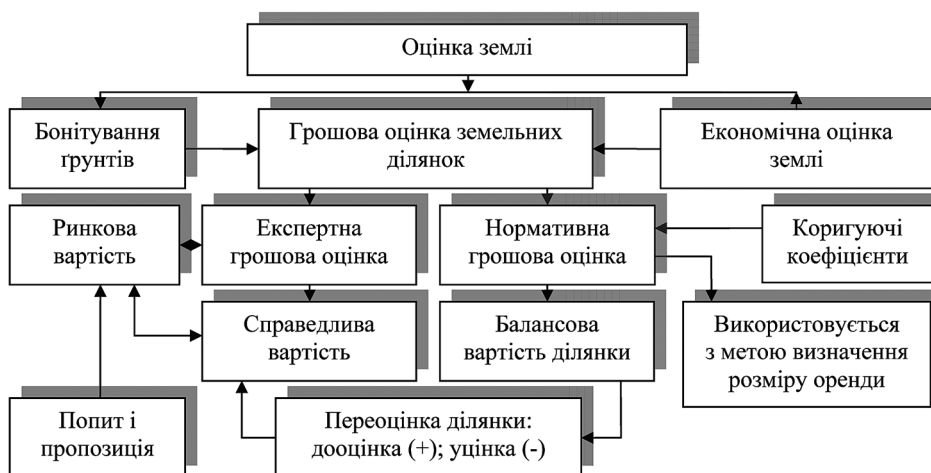 Оцінка землі
Бонітування
ґрунтів
Грошова оцінка земельних
ділянок
Економічна оцінка
землі
Ринкова
вартість
Експертна
грошова оцінка
Нормативна
грошова оцінка
Коригуючі
коефіцієнти
Справедлива
вартість
Балансова
вартість ділянки
Використовується
з метою визначення
розміру оренди
Попит і
пропозиція
Переоцінка ділянки:
дооцінка (+); уцінка (-)